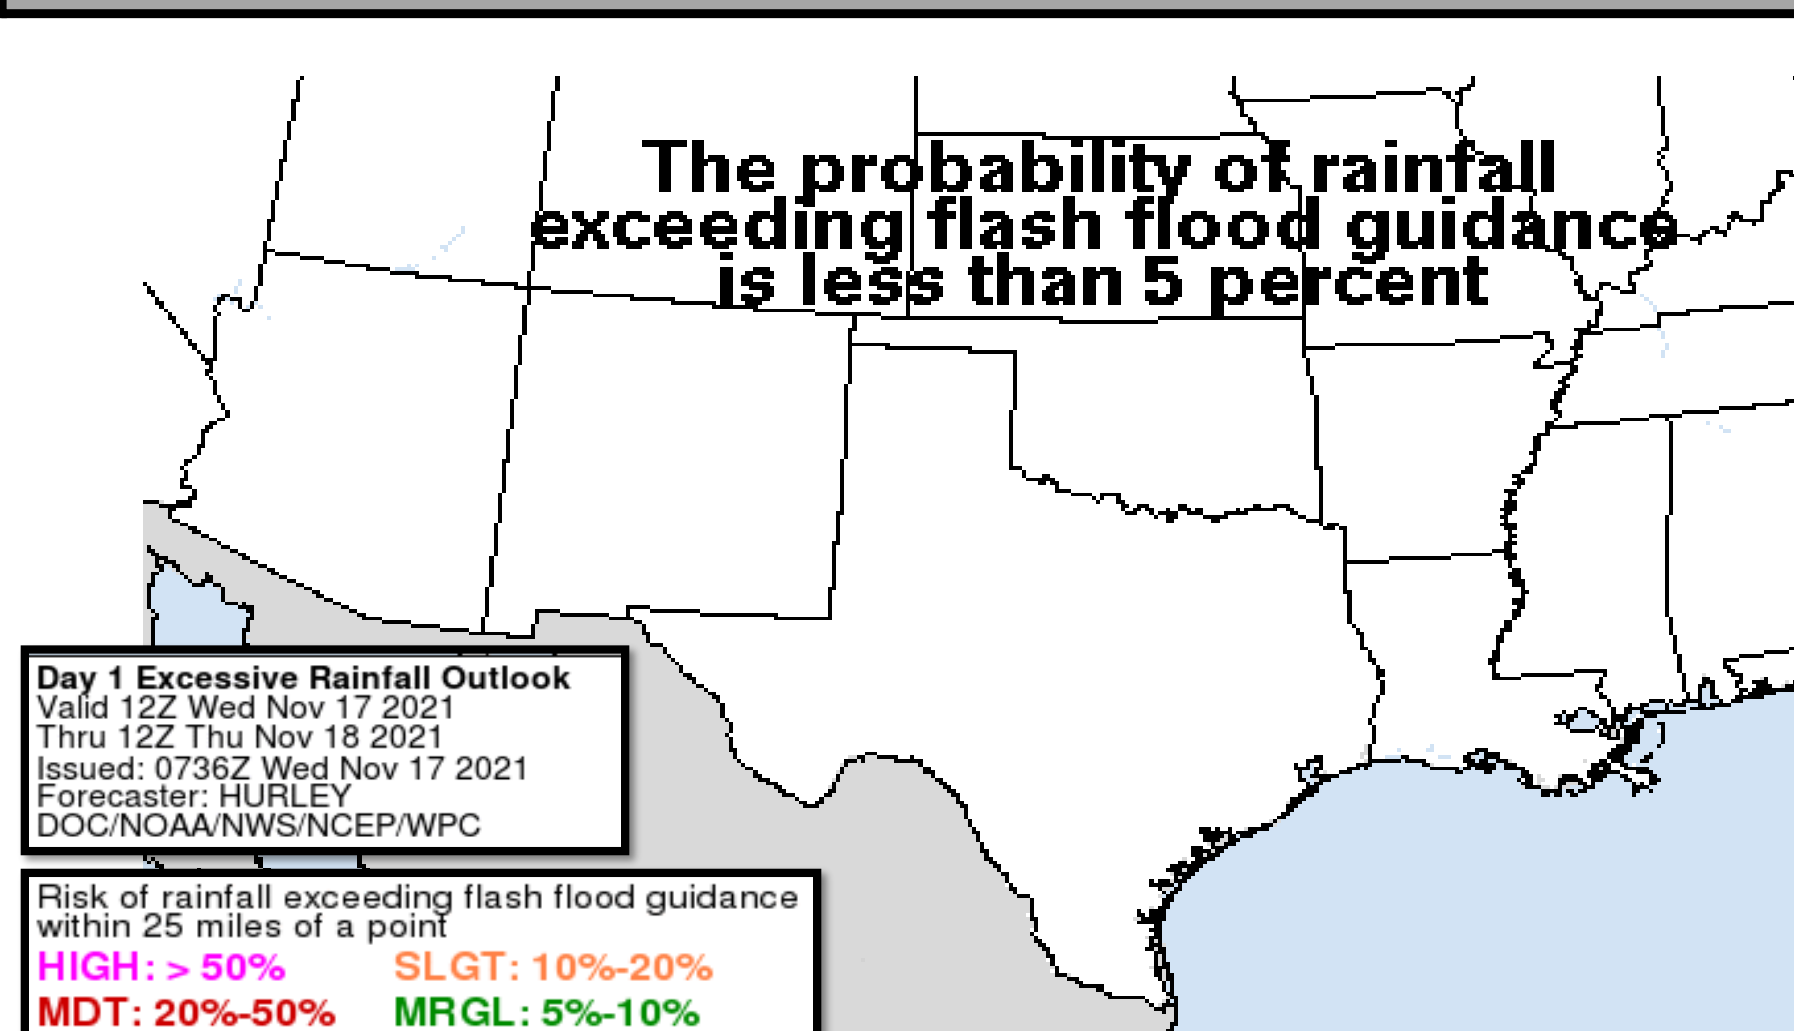 The probability of rainfall
exceeding flash flood guidance
is less than 5 percent
Day 1 Excessive Rainfall Outlook
Valid 12Z Wed Nov 17 2021
Thru 12Z Thu Nov 18 2021
Issued: 0736Z Wed Nov 17 2021
Forecaster: HURLEY
DOC/NOAA/NWS/NCEP/WPC
Risk of rainfall exceeding flash flood guidance
within 25 miles of a point
HIGH: > 50% SLGT: 10%-20%
MDT: 20%-50% MRGL: 5%-10%